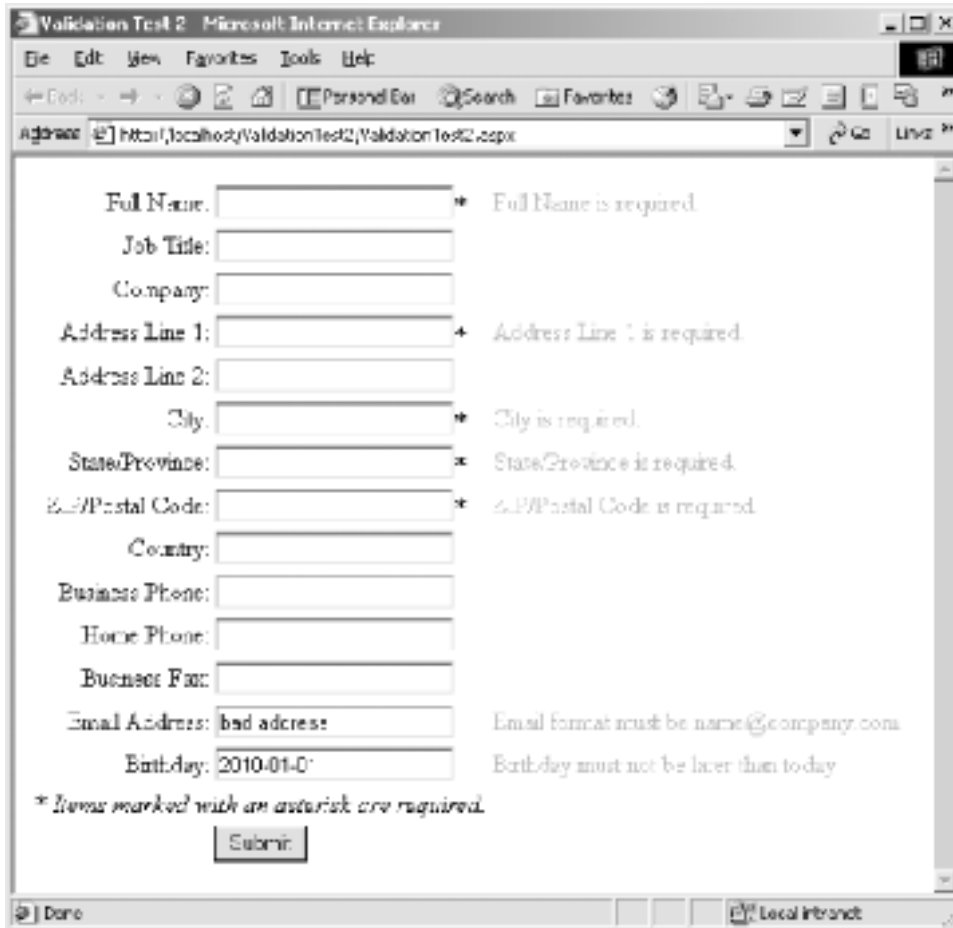 Validation Test 2 Microsoft Internet Explorer
File Edit View Favorites Tools Help
Back Personal Bar Search Favorites
Address http://localhost/ValidationTest2/ValidationTest2.aspx Go Links
Full Name: * Full Name is required.
Job Title:
Company:
Address Line 1: * Address Line 1 is required.
Address Line 2:
City: * City is required.
State/Province: * State/Province is required.
ZIP/Postal Code: * ZIP/Postal Code is required.
Country:
Business Phone:
Home Phone:
Business Fax:
Email Address: bad address Email format must be name@company.com
Birthday: 2010-01-01 Birthday must not be later than today
* Items marked with an asterisk are required.
Submit
Done Local intranet